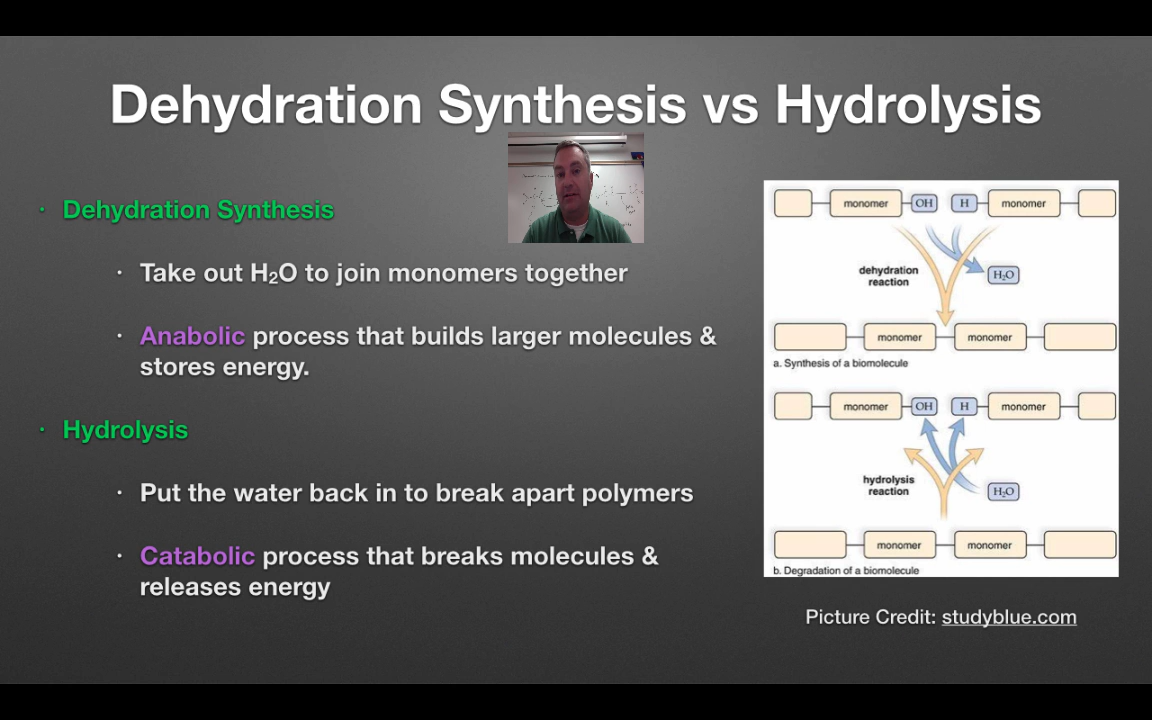 Dehydration Synthesis vs Hydrolysis
· Dehydration Synthesis
· Take out H₂O to join monomers together
· Anabolic process that builds larger molecules &
stores energy.
· Hydrolysis
· Put the water back in to break apart polymers
· Catabolic process that breaks molecules &
releases energy
monomer OH H monomer
dehydration
reaction
H₂O
monomer monomer
a. Synthesis of a biomolecule
monomer OH H monomer
hydrolysis
reaction
H₂O
monomer monomer
b. Degradation of a biomolecule
Picture Credit: studyblue.com